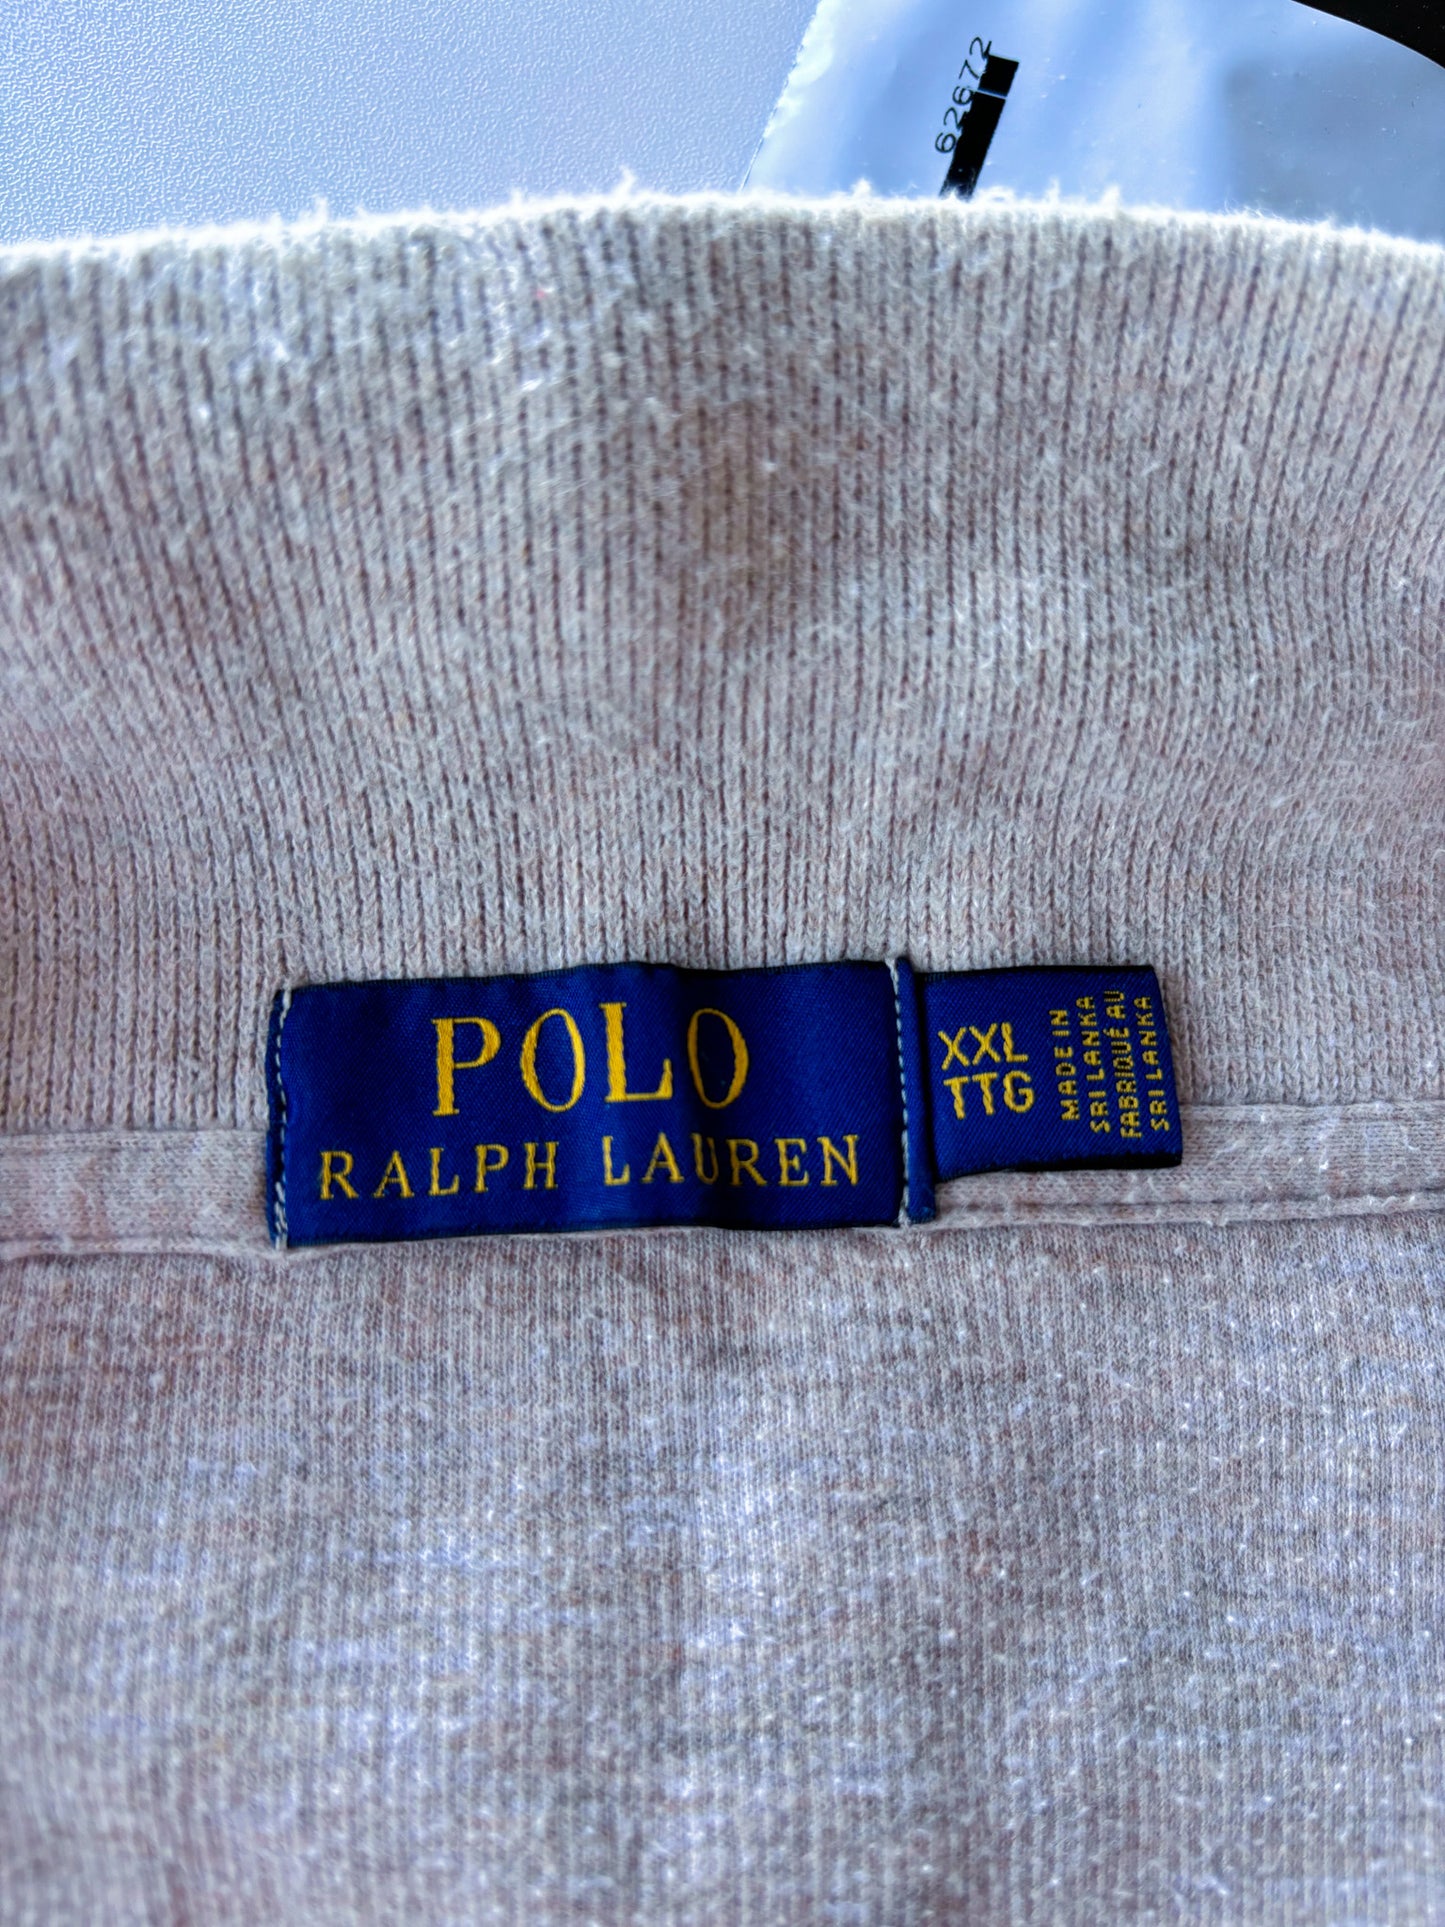 62672
POLO
RALPH LAUREN
XXL
TTG
MADE IN
SRI LANKA
FABRIQUÉ AU
SRI LANKA